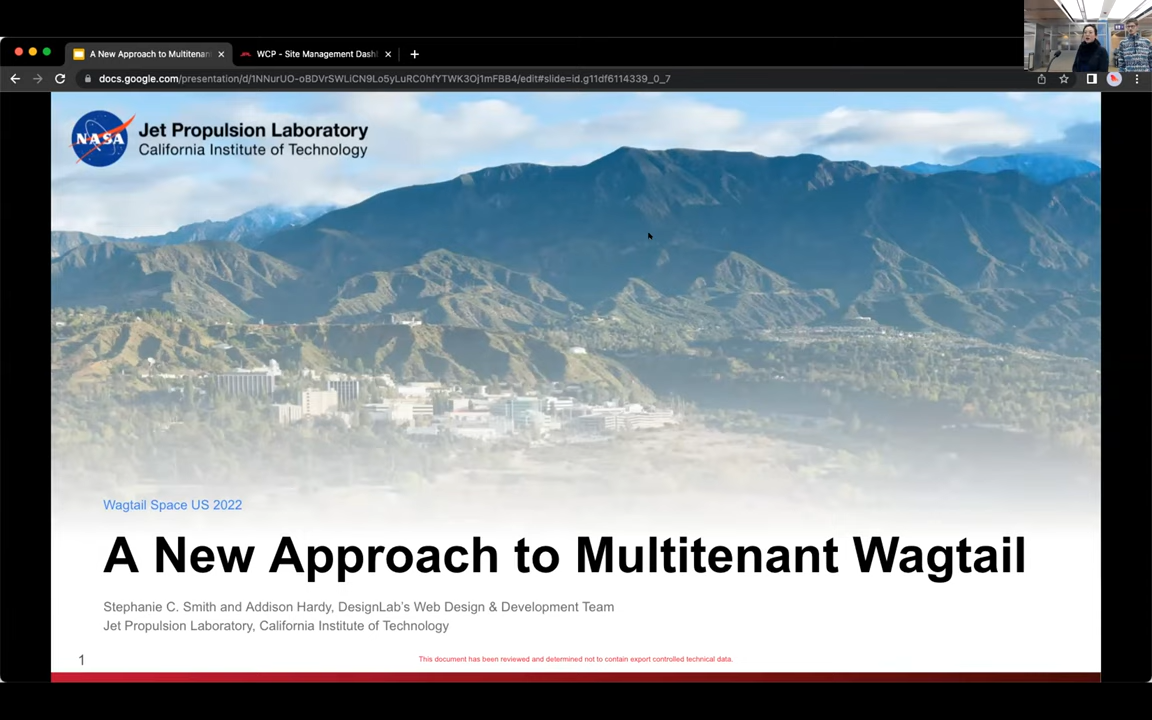 A New Approach to Multitenan
WCP - Site Management Dash
docs.google.com/presentation/d/1NNurUO-oBDVrSWLiCN9Lo5yLuRC0hfYTWK3Oj1mFBB4/edit#slide=id.g11df6114339_0_7
NASA
Jet Propulsion Laboratory
California Institute of Technology
Wagtail Space US 2022
A New Approach to Multitenant Wagtail
Stephanie C. Smith and Addison Hardy, DesignLab's Web Design & Development Team
Jet Propulsion Laboratory, California Institute of Technology
1
This document has been reviewed and determined not to contain export controlled technical data.